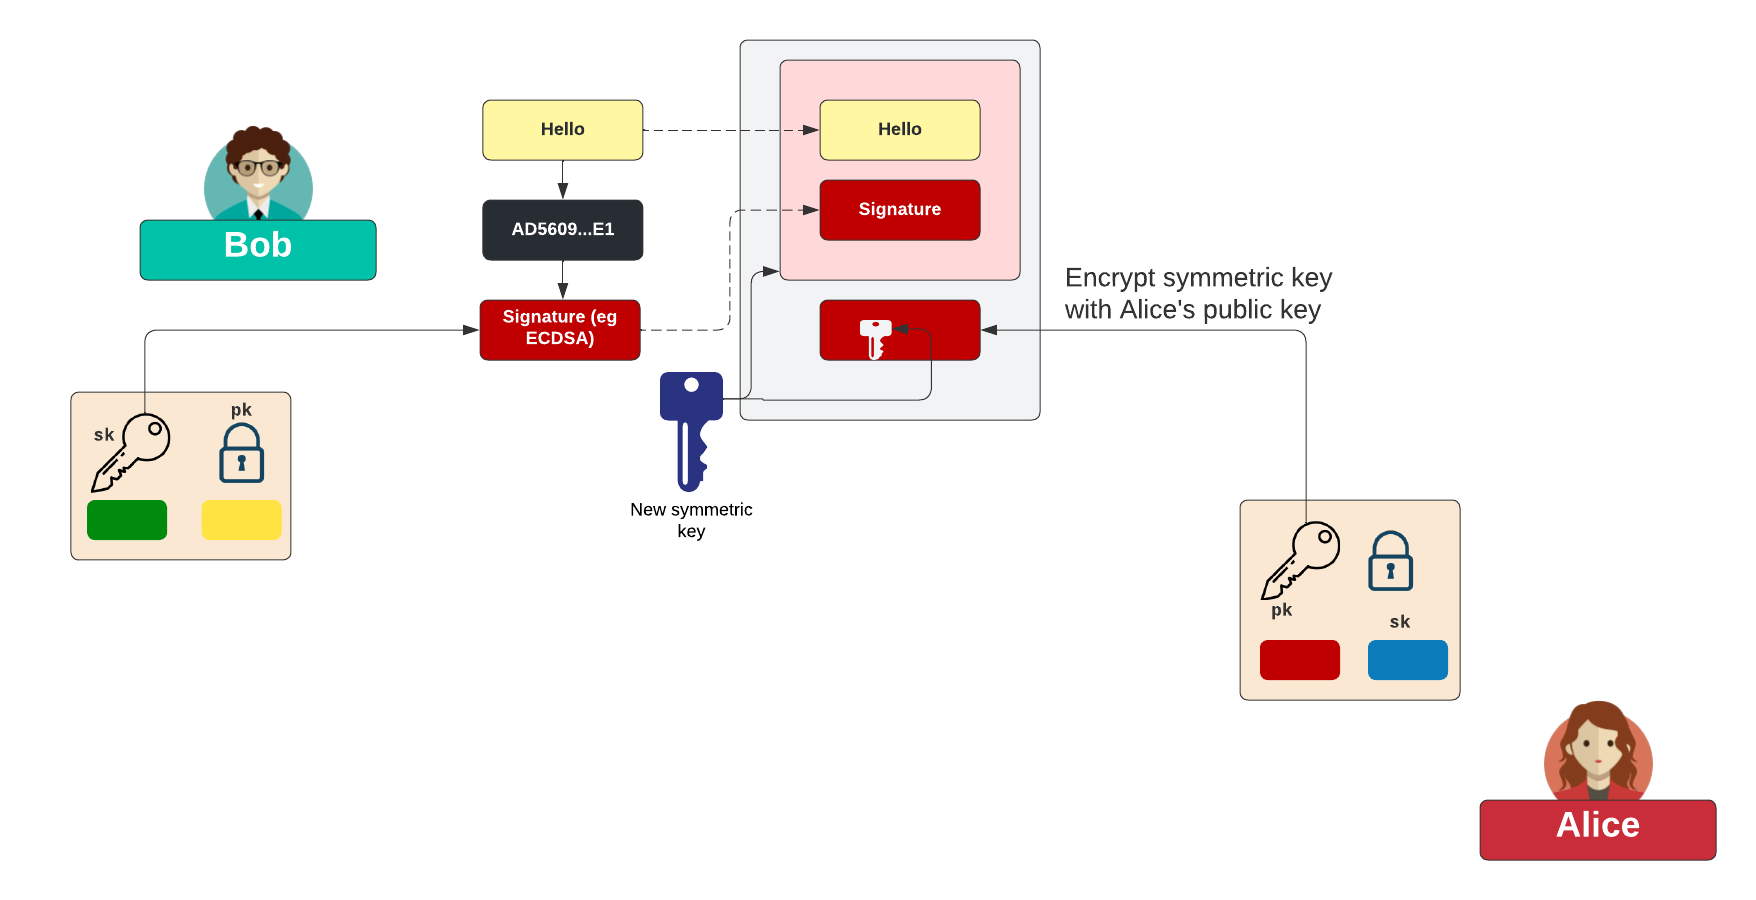 Hello
Hello
Bob
AD5609...E1
Signature
Signature (eg
ECDSA)
Encrypt symmetric key
with Alice's public key
sk
pk
New symmetric
key
pk
sk
Alice